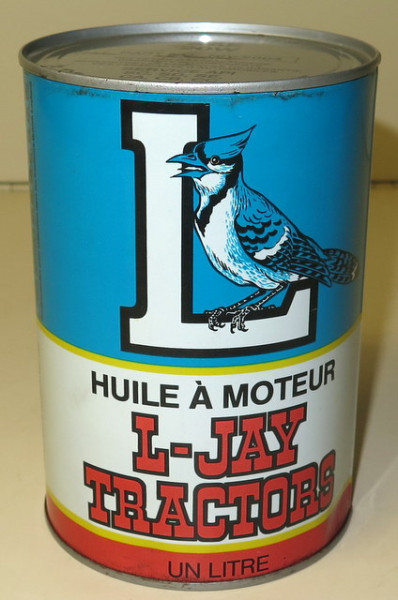 L
HUILE À MOTEUR
L-JAY
TRACTORS
UN LITRE